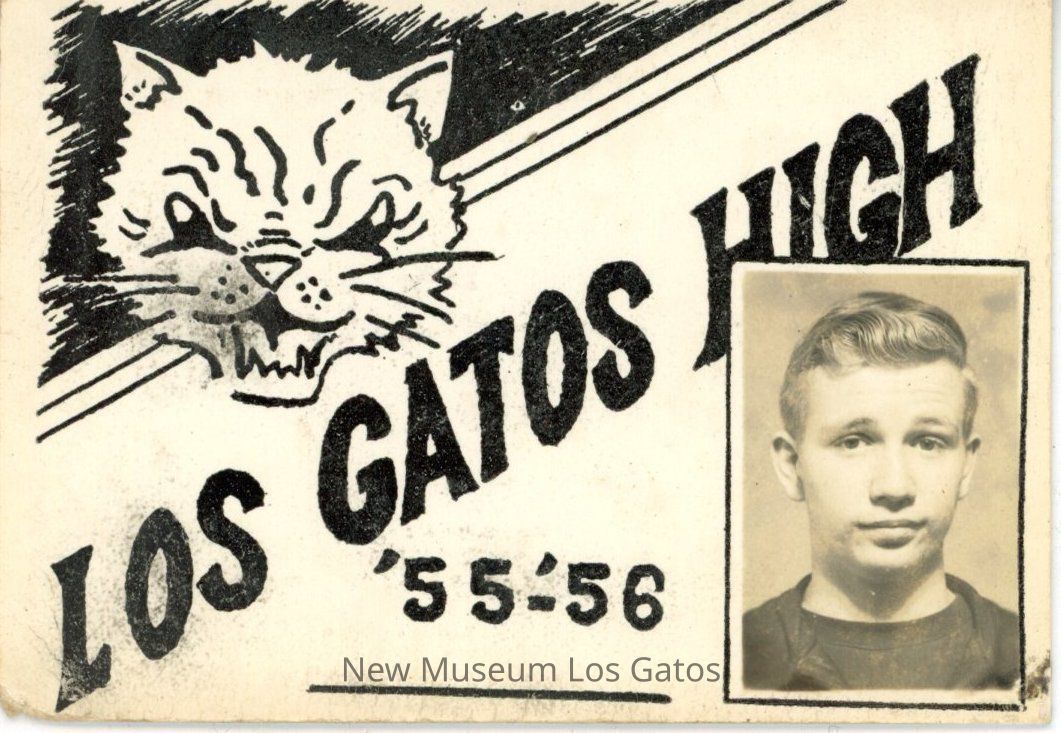 LOS GATOS HIGH
'55-'56
New Museum Los Gatos